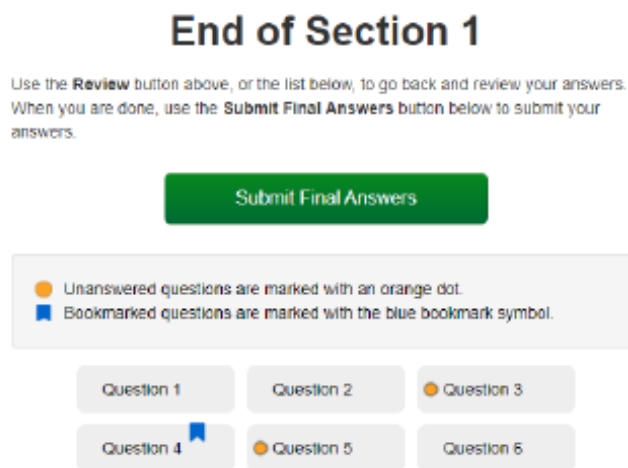 End of Section 1
Use the Review button above, or the list below, to go back and review your answers.
When you are done, use the Submit Final Answers button below to submit your
answers.
Submit Final Answers
Unanswered questions are marked with an orange dot.
Bookmarked questions are marked with the blue bookmark symbol.
Question 1 Question 2 Question 3
Question 4 Question 5 Question 6